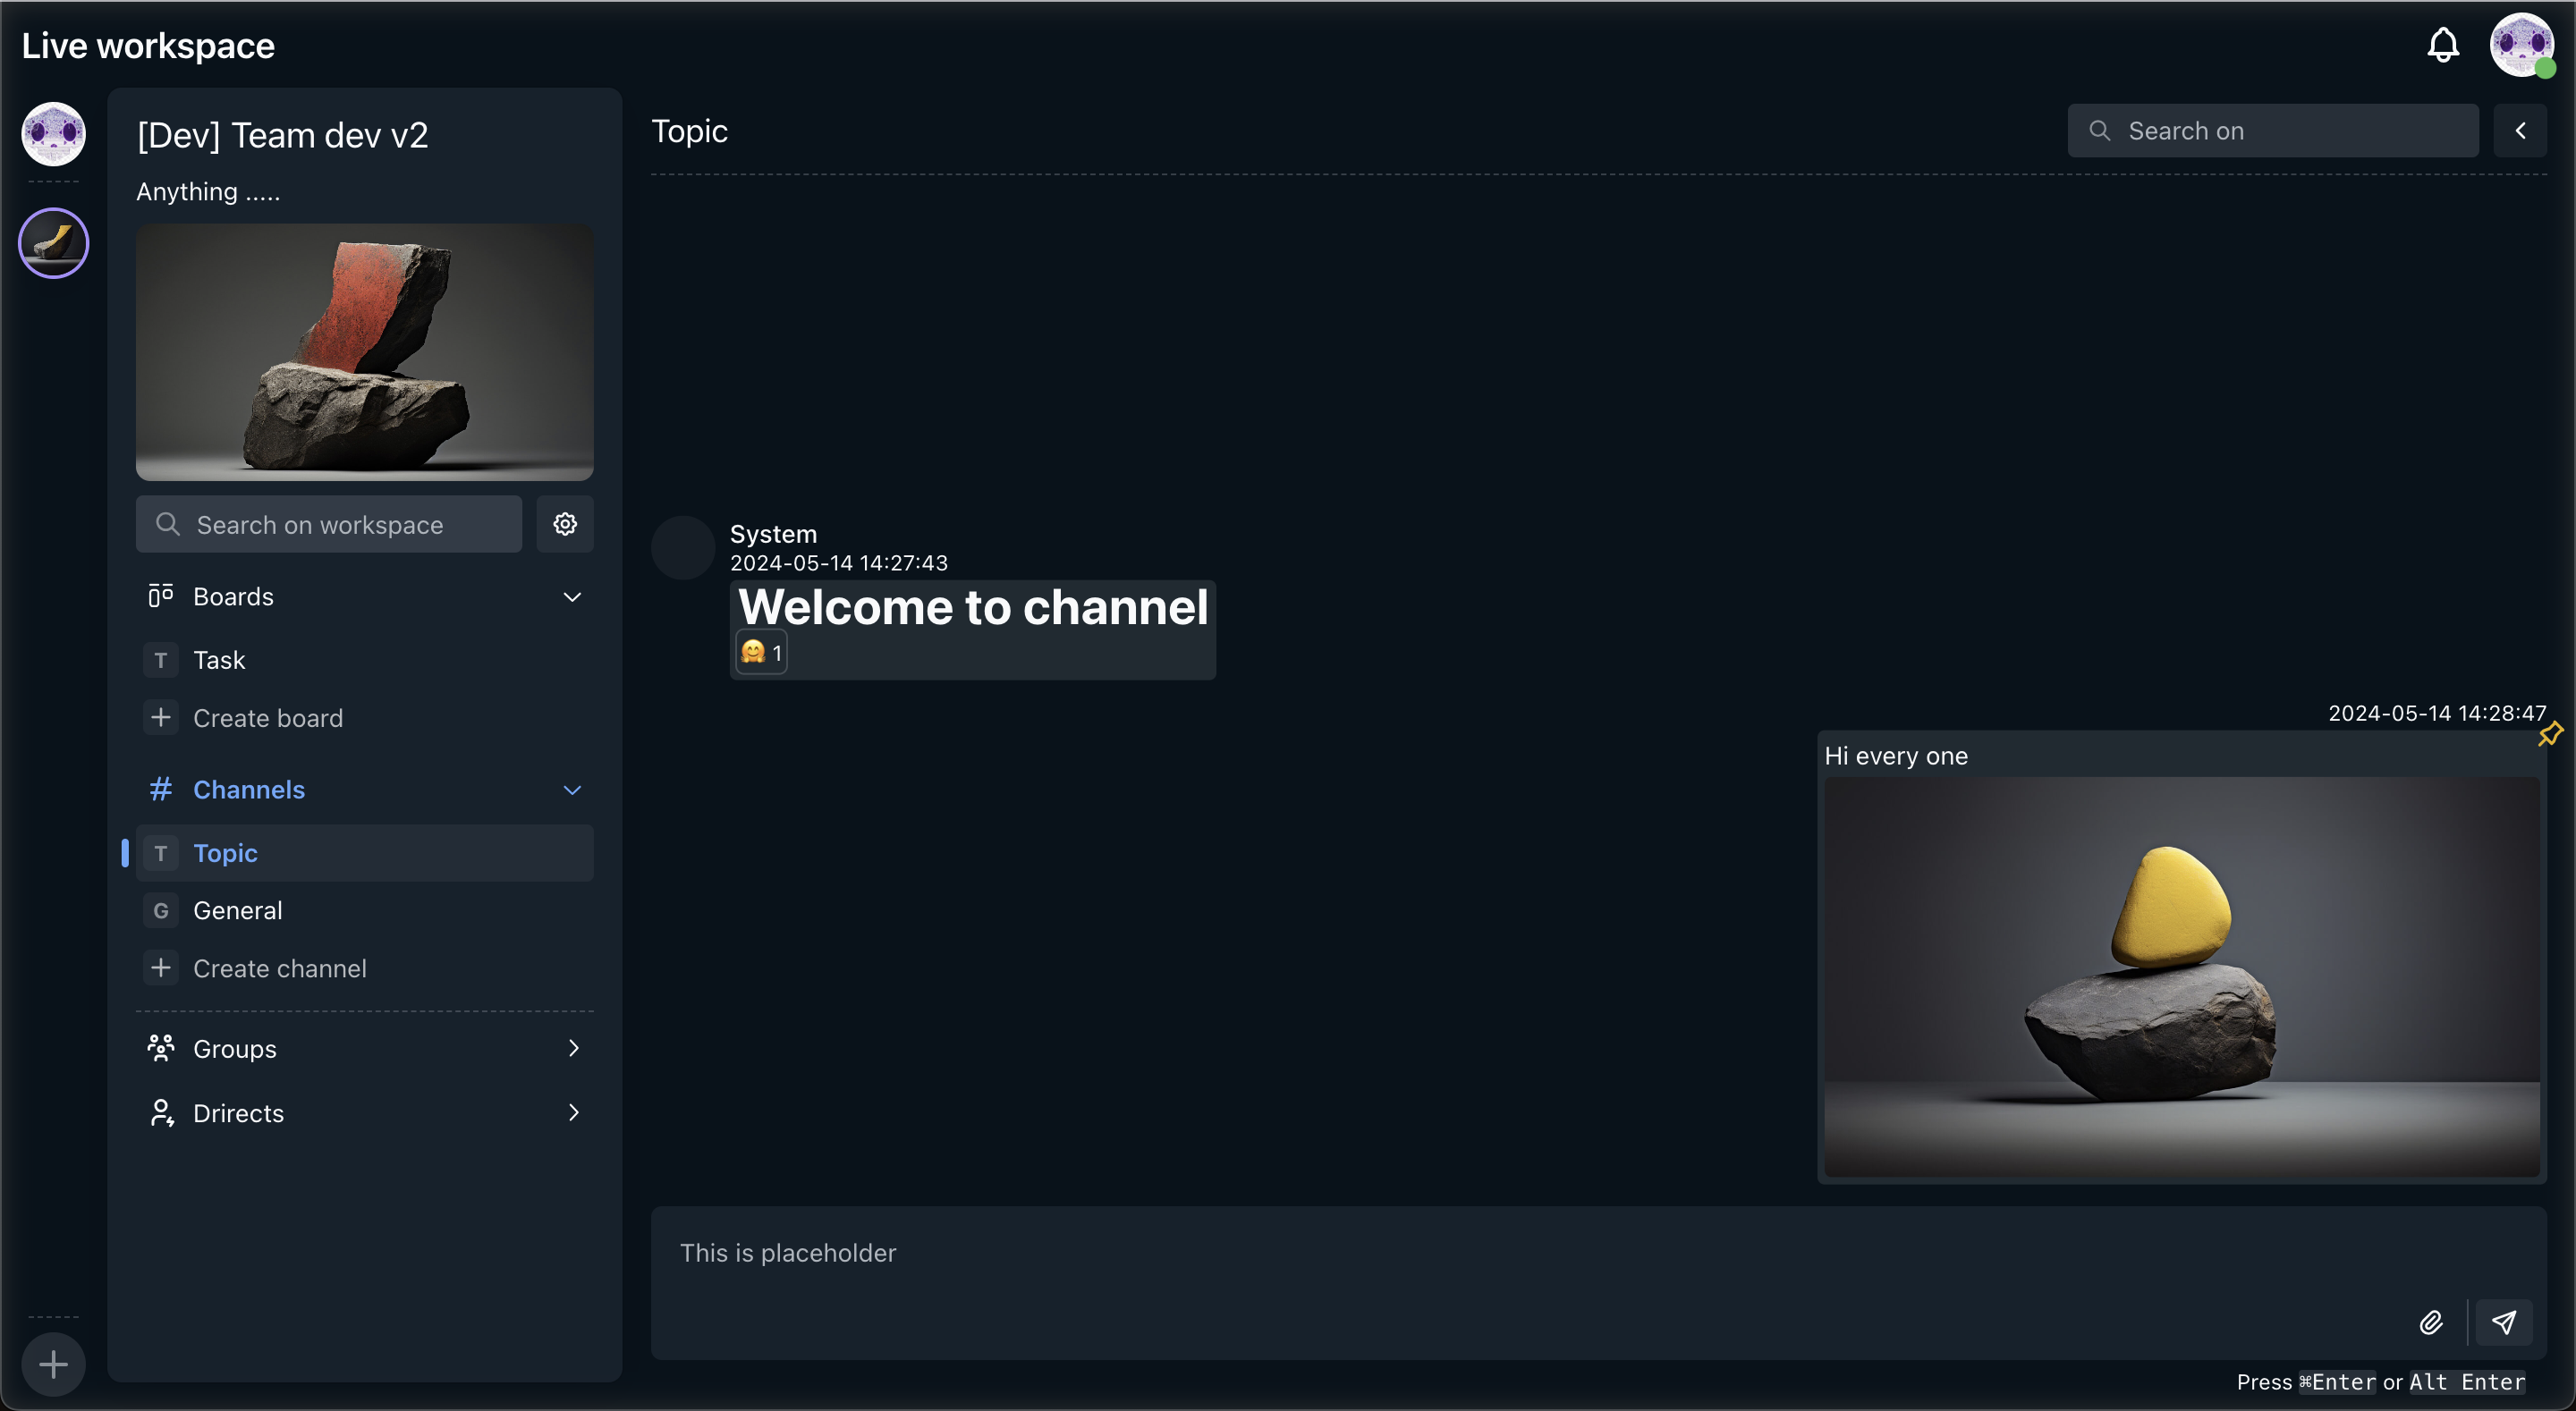 Live workspace
[Dev] Team dev v2
Anything .....
Search on workspace
Boards
T Task
Create board
Channels
T Topic
G General
Create channel
Groups
Drirects
Topic
Search on
System
2024-05-14 14:27:43
Welcome to channel
🤗 1
2024-05-14 14:28:47
Hi every one
This is placeholder
Press ⌘Enter or Alt Enter